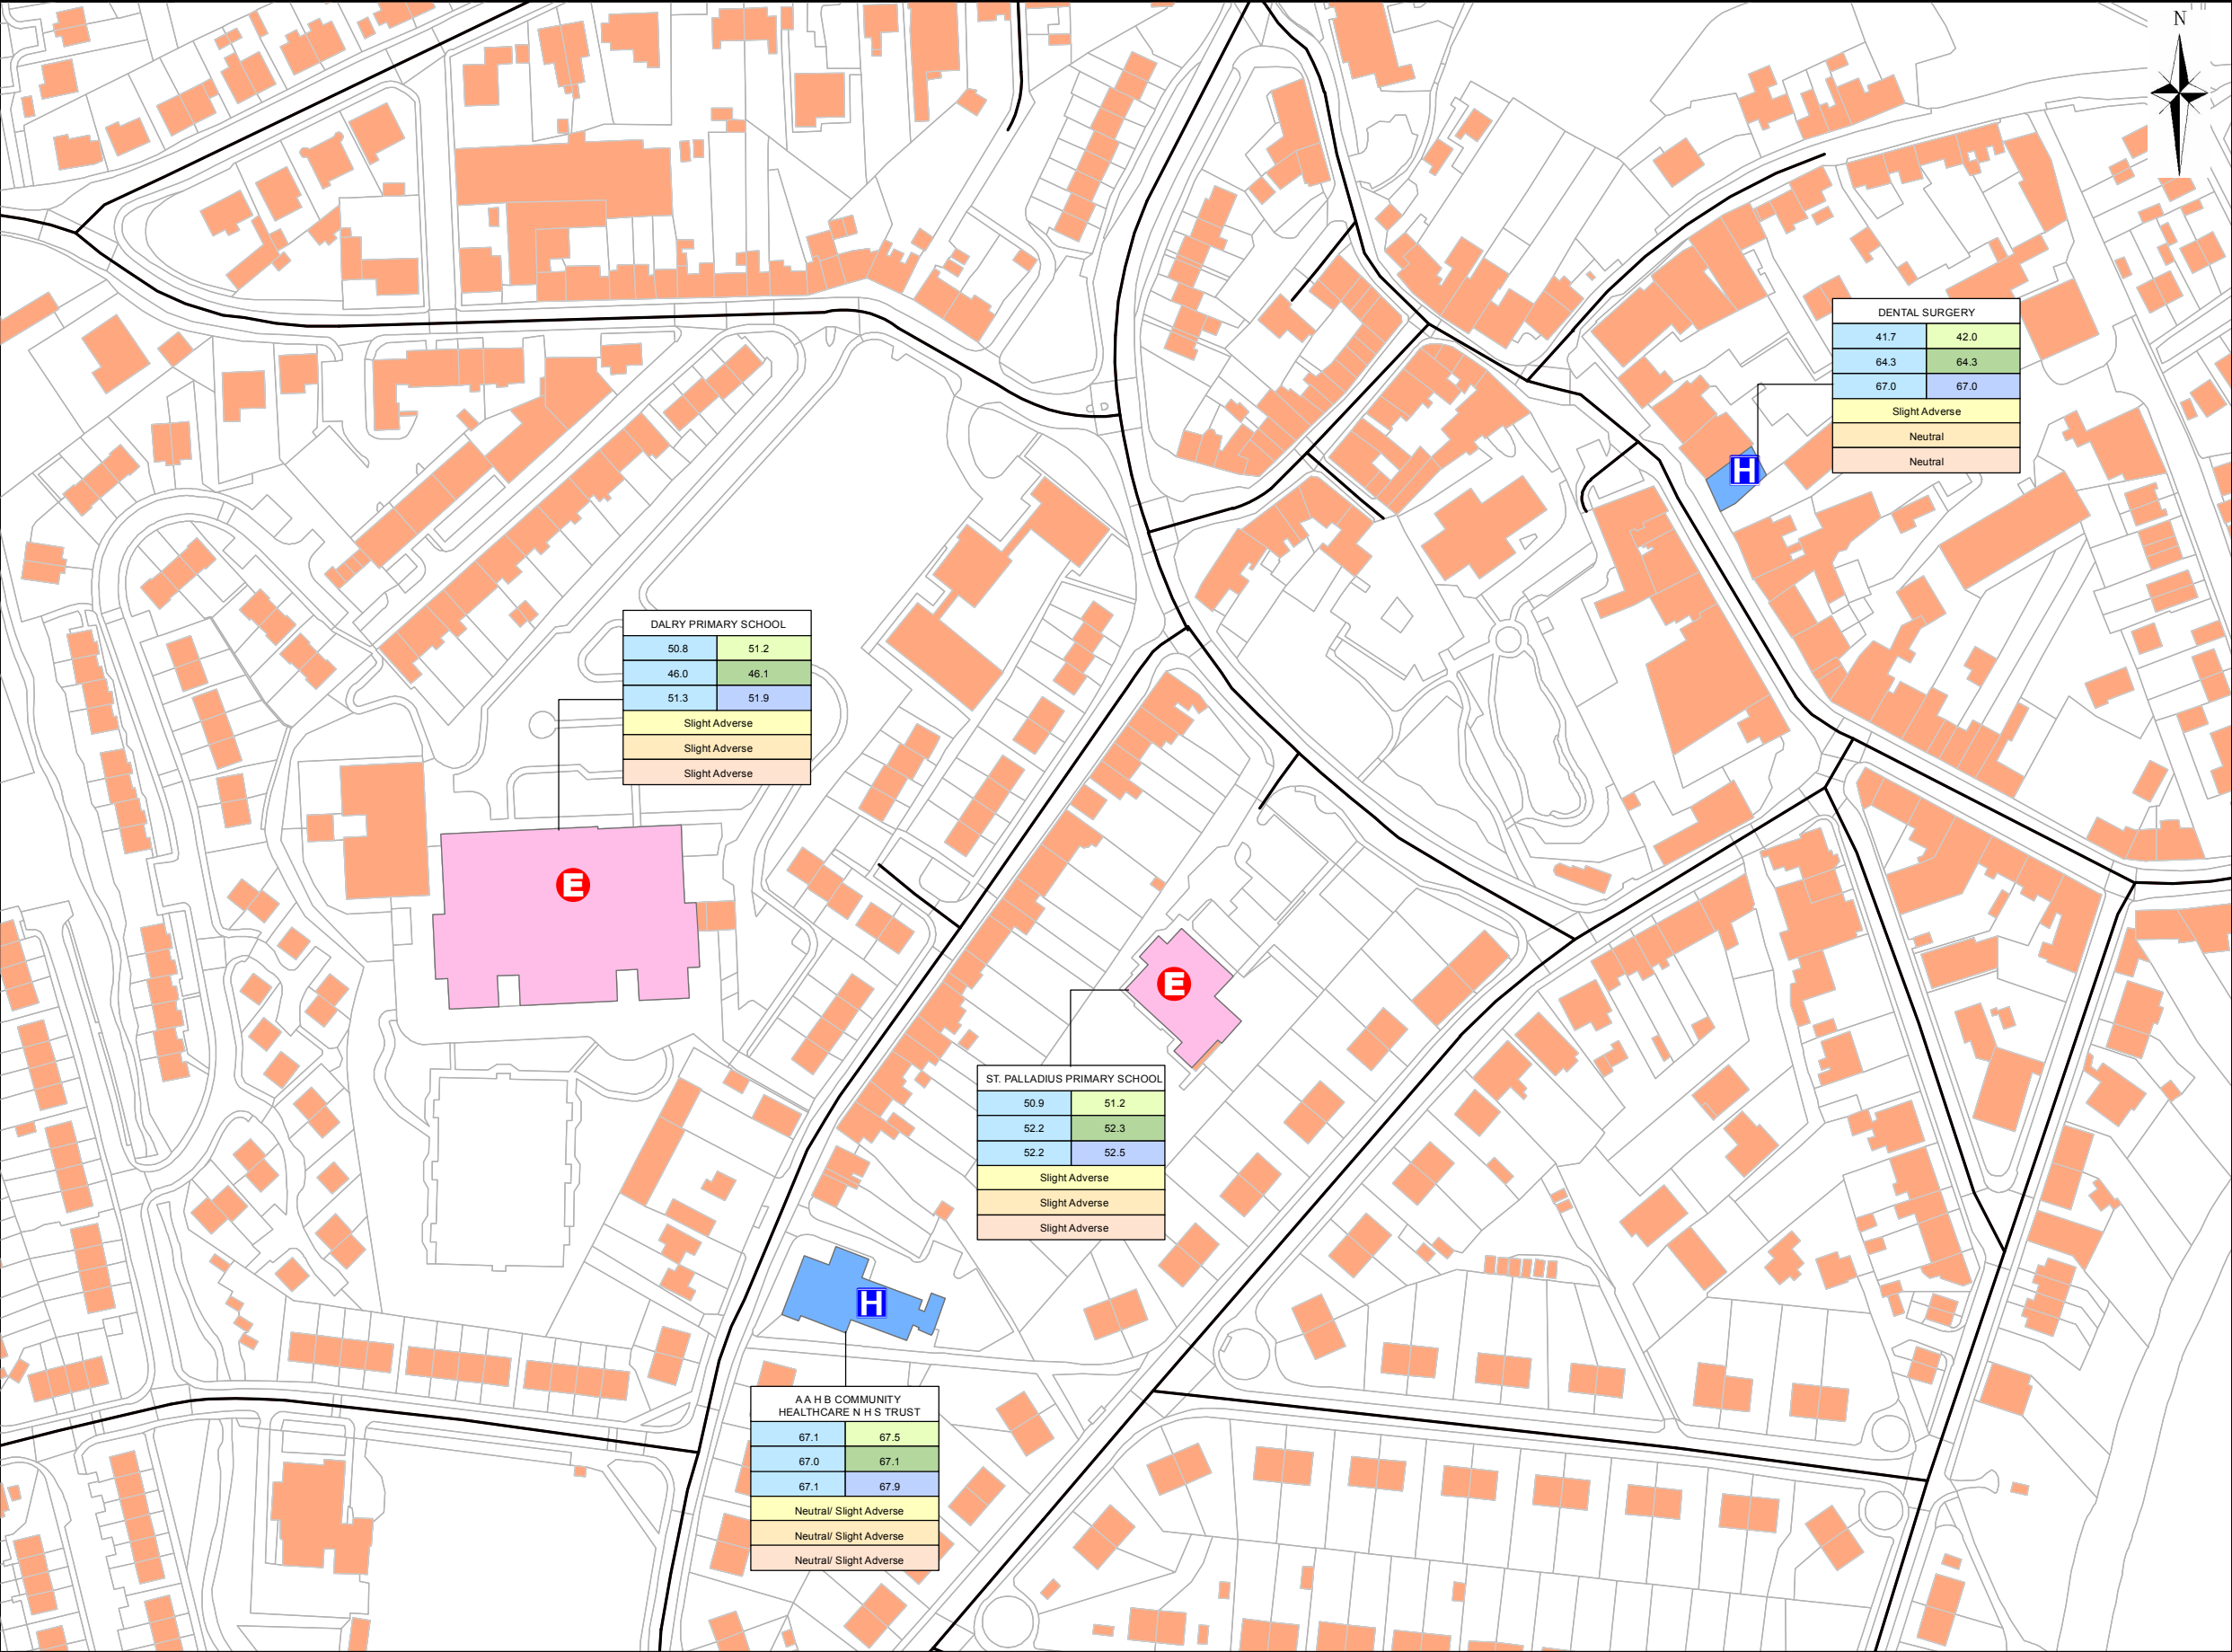 N
DENTAL SURGERY
41.7 42.0
64.3 64.3
67.0 67.0
Slight Adverse
Neutral
Neutral
H
DALRY PRIMARY SCHOOL
50.8 51.2
46.0 46.1
51.3 51.9
Slight Adverse
Slight Adverse
Slight Adverse
E
E
ST. PALLADIUS PRIMARY SCHOOL
50.9 51.2
52.2 52.3
52.2 52.5
Slight Adverse
Slight Adverse
Slight Adverse
H
A A H B COMMUNITY
HEALTHCARE N H S TRUST
67.1 67.5
67.0 67.1
67.1 67.9
Neutral/ Slight Adverse
Neutral/ Slight Adverse
Neutral/ Slight Adverse